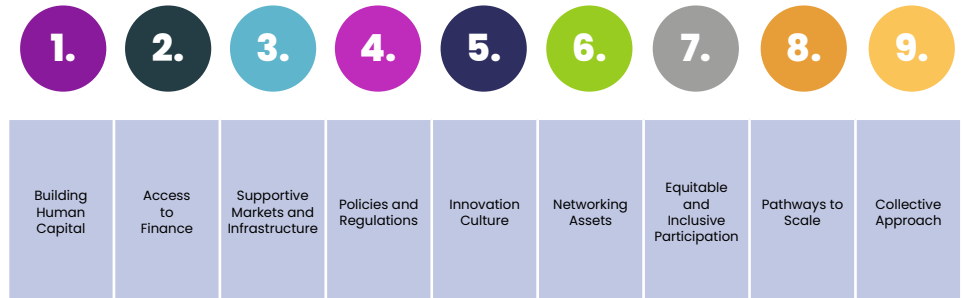 1.
2.
3.
4.
5.
6.
7.
8.
9.
Building
Human
Capital
Access
to
Finance
Supportive
Markets and
Infrastructure
Policies and
Regulations
Innovation
Culture
Networking
Assets
Equitable
and
Inclusive
Participation
Pathways to
Scale
Collective
Approach